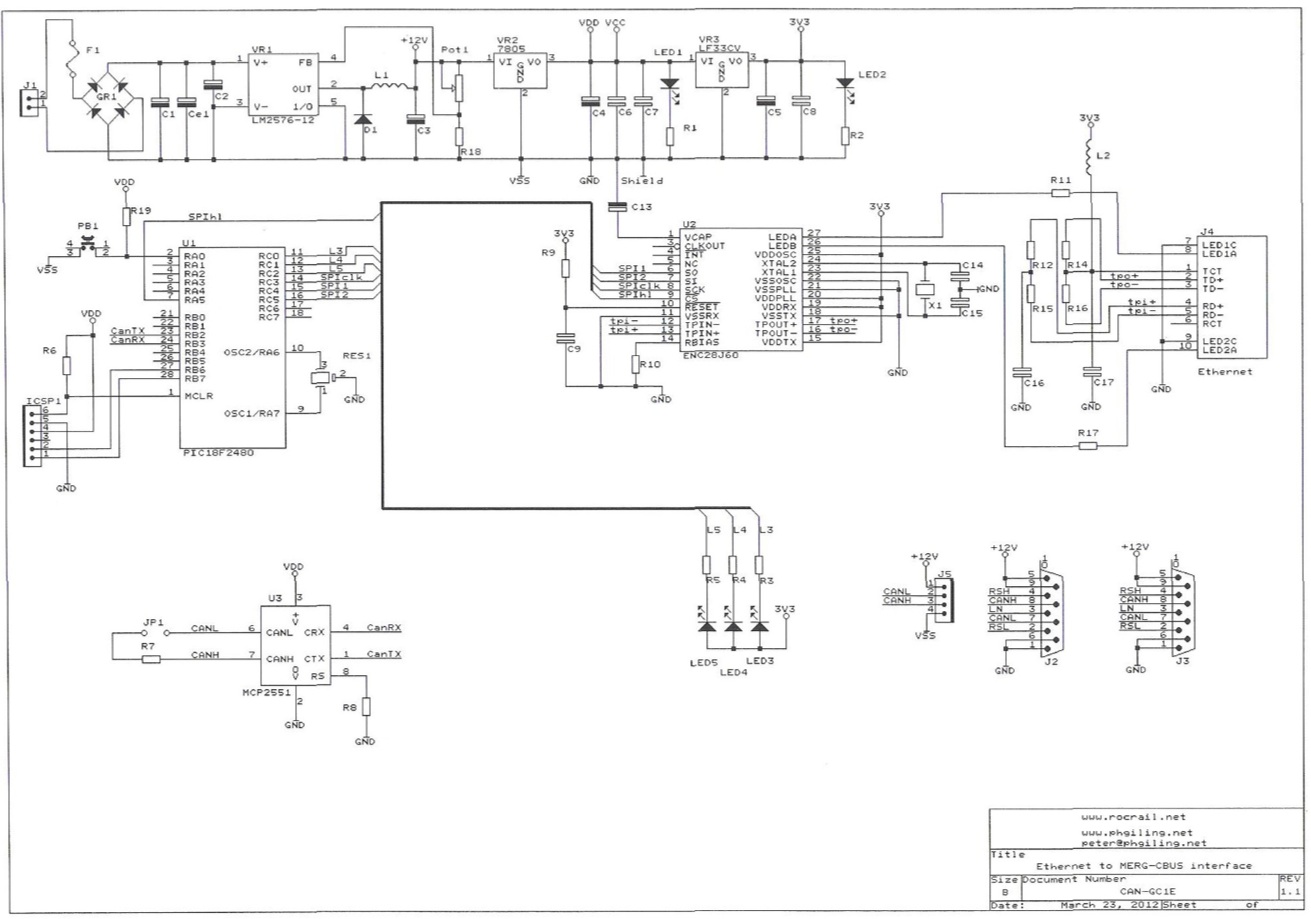 VDD VCC 3V3
F1 VR1 +12V Pot1 VR2 7805 LED1 VR3 LF33CV
1 V+ FB 4 VI VO 3 1 VI VO 3 LED2
J1 2 1 GR1 C2 OUT 2 L1 GND GND
C1 Ce1 3 V- 1/O 5 D1 C3 2 C4 C6 C7 R1 2 C5 C8 R2
LM2576-12 R18
VSS GND Shield
3V3
L2
VDD R19 SPIhl C13 R11
PB1 4 3 1 2 VSS
U1
2 RA0 RC0 11 L3
3 RA1 RC1 12 L4
4 RA2 RC2 13 L5
5 RA3 RC3 14 SPIclk
6 RA4 RC4 15 SPI1
7 RA5 RC5 16 SPI2
RC6 17
RC7 18
21 RB0
22 RB1
CanTX 23 RB2
CanRX 24 RB3
25 RB4
26 RB5
27 RB6
28 RB7
1 MCLR
OSC2/RA6 10
OSC1/RA7 9
PIC18F2480
RES1 3 2 1 GND
VDD R6
ICSP1
6
5
4
3
2
1
GND
3V3 R9 C9 R10 GND
U2
1 VCAP LEDA 27
3 CLKOUT LEDB 26
4 INT VDDOSC 25
5 NC XTAL2 24
SPI1 6 SO XTAL1 23
SPI2 7 SI VSSOSC 22
SPIclk 8 SCK VSSPLL 21
SPIhl 9 CS VDDPLL 20
10 RESET VDDRX 19
11 VSSRX VSSTX 18
tpi- 12 TPIN- TPOUT+ 17 tpo+
tpi+ 13 TPIN+ TPOUT- 16 tpo-
14 RBIAS VDDTX 15
ENC28J60
3V3 X1 C14 C15 GND
GND
R12 R14 R15 R16
tpo+
tpo-
tpi+
tpi-
C16 C17 GND GND
R17
J4
7 LED1C
8 LED1A
1 TCT
2 TD+
3 TD-
4 RD+
5 RD-
6 RCT
9 LED2C
10 LED2A
Ethernet
GND
L5 L4 L3
R5 R4 R3
3V3
LED5 LED4 LED3
VDD
U3 3 + V
JP1 CANL 6 CANL CRX 4 CanRX
R7 CANH 7 CANH CTX 1 CanTX
0 V RS 8
MCP2551 2 R8
GND GND
+12V J5
1
CANL 2
CANH 3
4
VSS
+12V 1 0
5
9
RSH 4
CANH 8
LN 3
CANL 7
RSL 2
6
1
GND J2
+12V 1 0
5
9
RSH 4
CANH 8
LN 3
CANL 7
RSL 2
6
1
GND J3
www.rocrail.net
www.phgiling.net
peter@phgiling.net
Title
Ethernet to MERG-CBUS interface
Size Document Number REV
B CAN-GC1E 1.1
Date: March 23, 2012 Sheet of